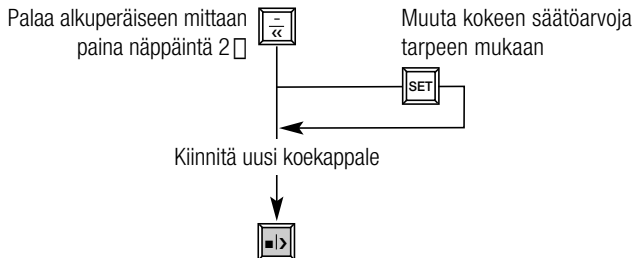 Palaa alkuperäiseen mittaan
paina näppäintä 2
Muuta kokeen säätöarvoja
tarpeen mukaan
SET
Kiinnitä uusi koekappale